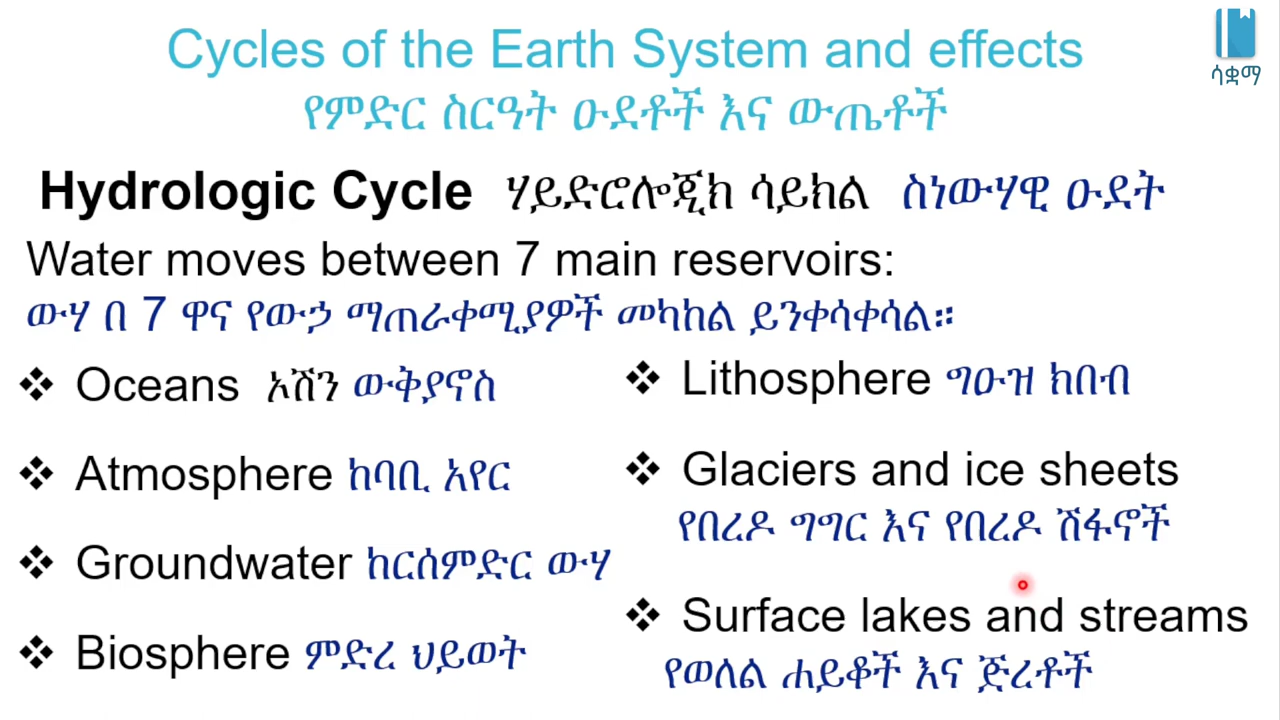 Cycles of the Earth System and effects
የምድር ስርዓት ዑደቶች እና ውጤቶች
ሳቋማ
Hydrologic Cycle ሃይድሮሎጂክ ሳይክል ስነውሃዊ ዑደት
Water moves between 7 main reservoirs:
ውሃ በ 7 ዋና የውኃ ማጠራቀሚያዎች መካከል ይንቀሳቀሳል።
❖ Oceans ኦሽን ውቅያኖስ
❖ Atmosphere ከባቢ አየር
❖ Groundwater ከርሰምድር ውሃ
❖ Biosphere ምድረ ህይወት
❖ Lithosphere ግዑዝ ክበብ
❖ Glaciers and ice sheets
የበረዶ ግግር እና የበረዶ ሽፋኖች
❖ Surface lakes and streams
የወለል ሐይቆች እና ጅረቶች